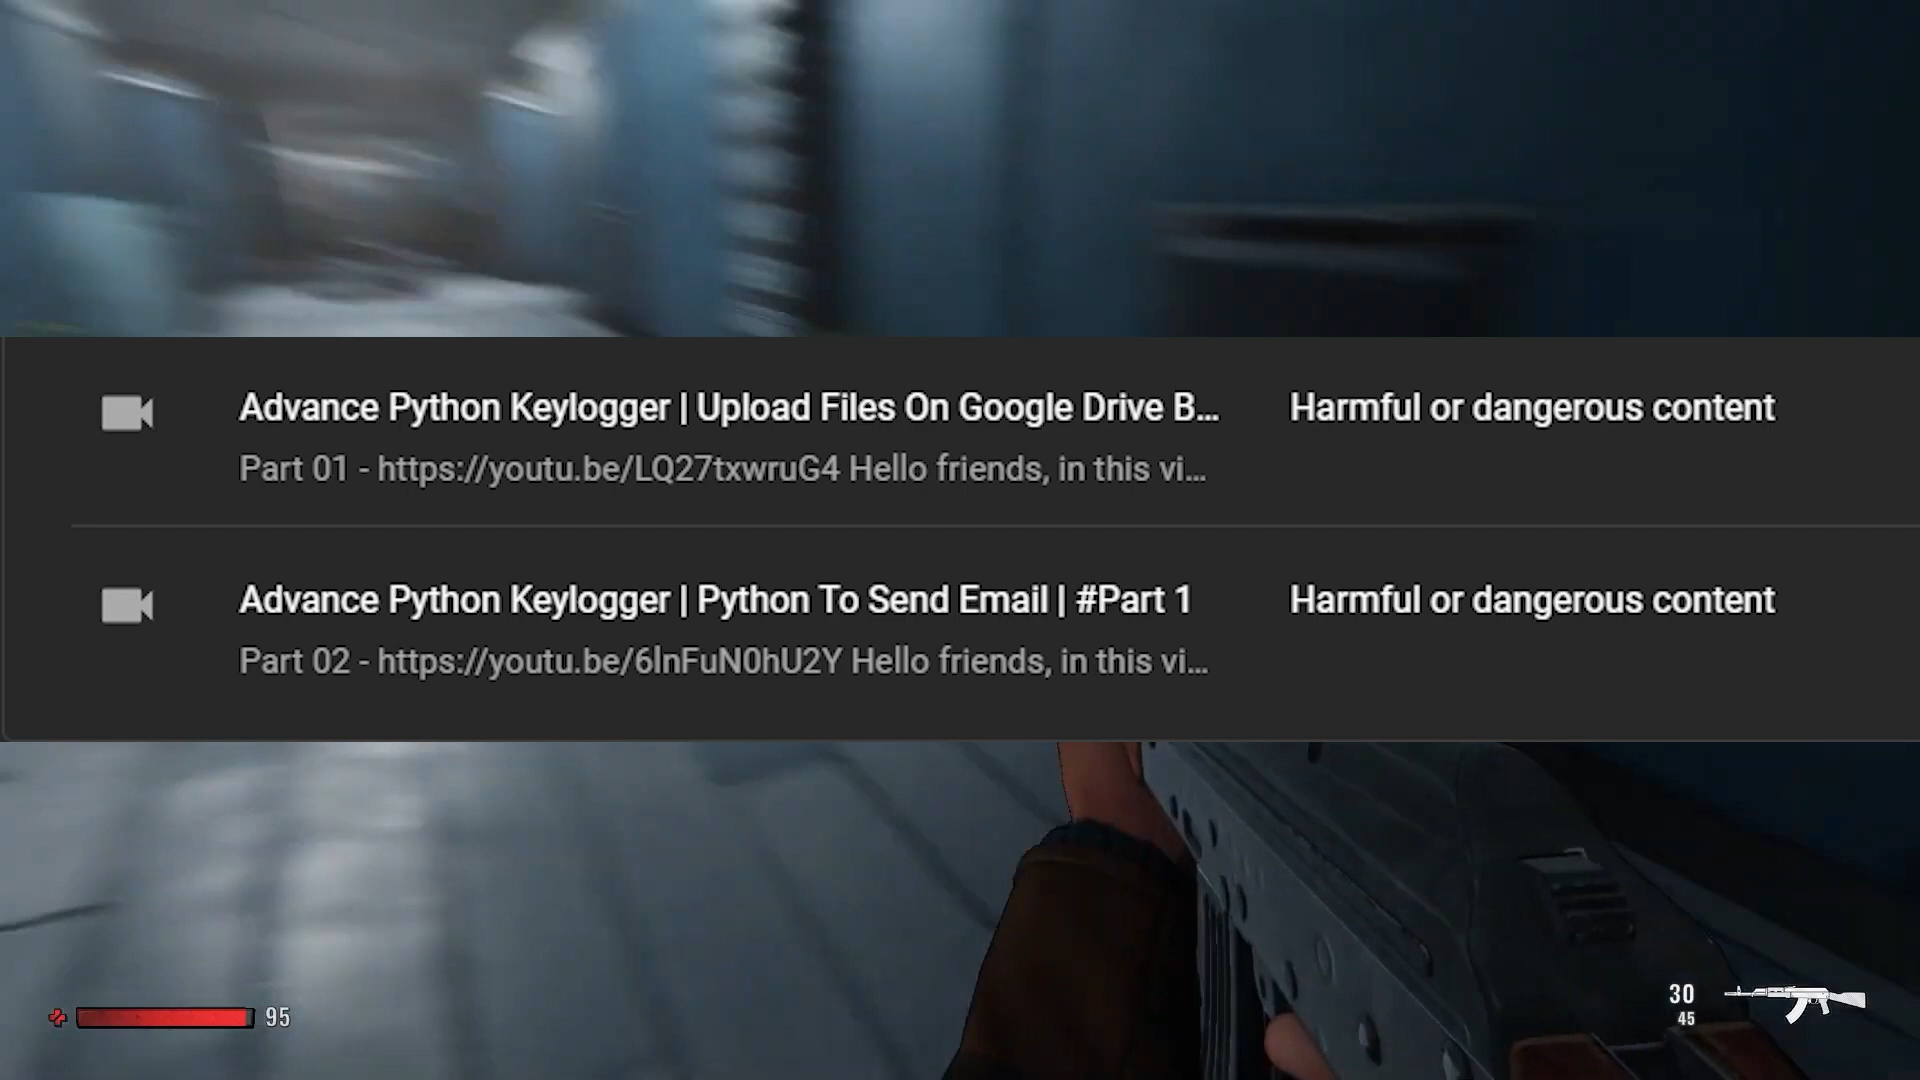 Advance Python Keylogger | Upload Files On Google Drive B...
Harmful or dangerous content
Part 01 - https://youtu.be/LQ27txwruG4 Hello friends, in this vi...
Advance Python Keylogger | Python To Send Email | #Part 1
Harmful or dangerous content
Part 02 - https://youtu.be/6lnFuN0hU2Y Hello friends, in this vi...
95
30
45